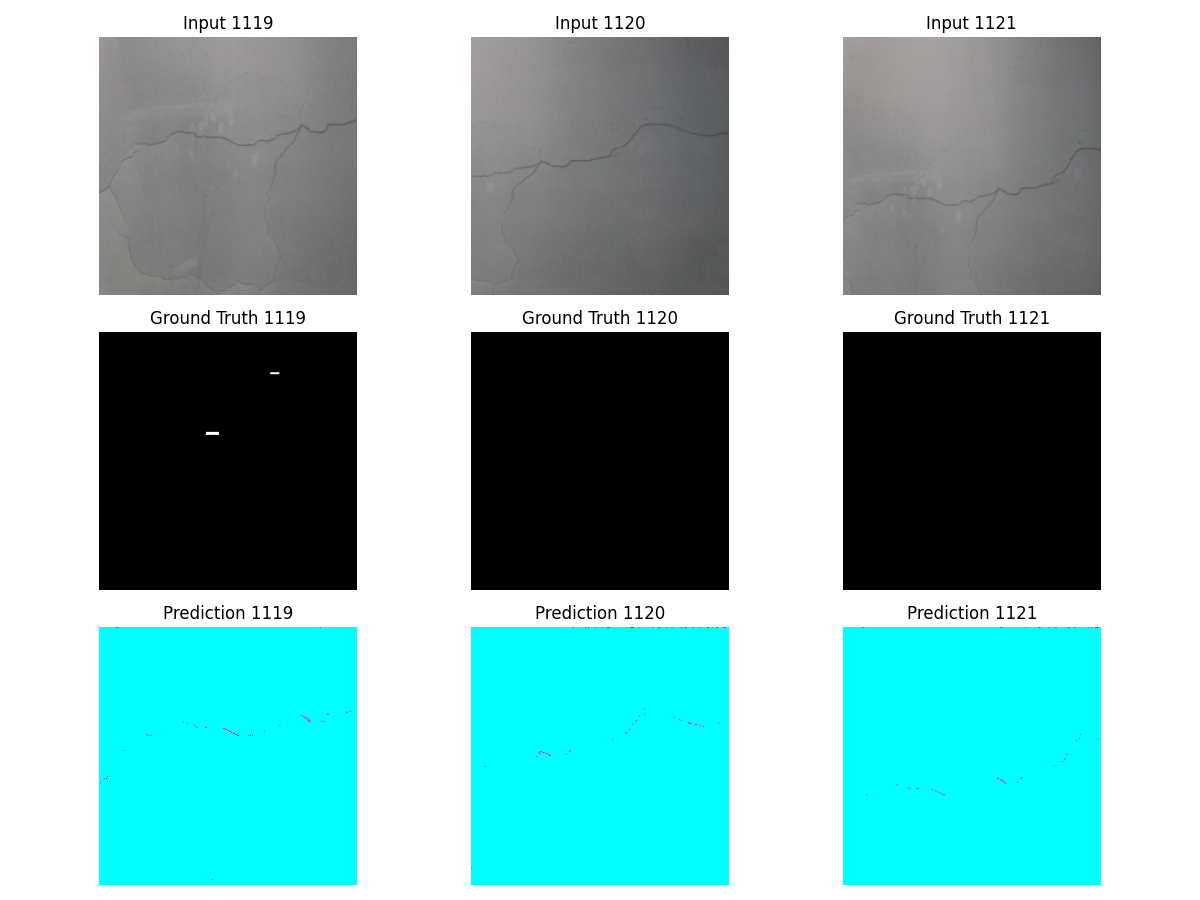 Input 1119
Input 1120
Input 1121
Ground Truth 1119
Ground Truth 1120
Ground Truth 1121
Prediction 1119
Prediction 1120
Prediction 1121